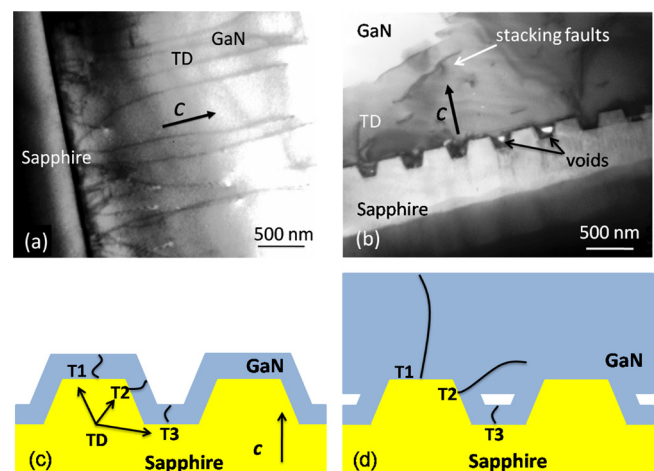 GaN
TD
C
Sapphire
500 nm
(a)
GaN
stacking faults
C
TD
voids
Sapphire
500 nm
(b)
T1
GaN
T2
T3
TD
c
(c)
Sapphire
GaN
T1
T2
T3
(d)
Sapphire